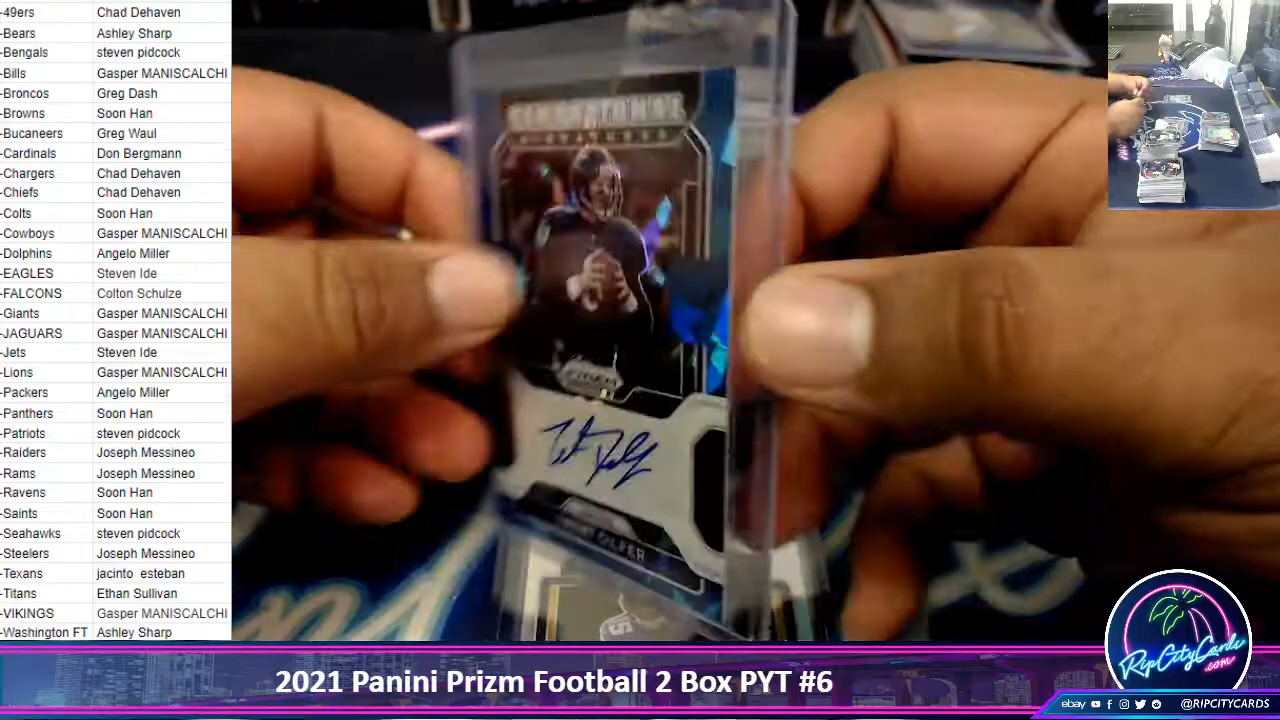 -49ers Chad Dehaven
-Bears Ashley Sharp
-Bengals steven pidcock
-Bills Gasper MANISCALCHI
-Broncos Greg Dash
-Browns Soon Han
-Bucaneers Greg Waul
-Cardinals Don Bergmann
-Chargers Chad Dehaven
-Chiefs Chad Dehaven
-Colts Soon Han
-Cowboys Gasper MANISCALCHI
-Dolphins Angelo Miller
-EAGLES Steven Ide
-FALCONS Colton Schulze
-Giants Gasper MANISCALCHI
-JAGUARS Gasper MANISCALCHI
-Jets Steven Ide
-Lions Gasper MANISCALCHI
-Packers Angelo Miller
-Panthers Soon Han
-Patriots steven pidcock
-Raiders Joseph Messineo
-Rams Joseph Messineo
-Ravens Soon Han
-Saints Soon Han
-Seahawks steven pidcock
-Steelers Joseph Messineo
-Texans jacinto esteban
-Titans Ethan Sullivan
-VIKINGS Gasper MANISCALCHI
-Washington FT Ashley Sharp
SIGNATURES
PRIZM
RipCityCards
.com
2021 Panini Prizm Football 2 Box PYT #6
ebay @RIPCITYCARDS